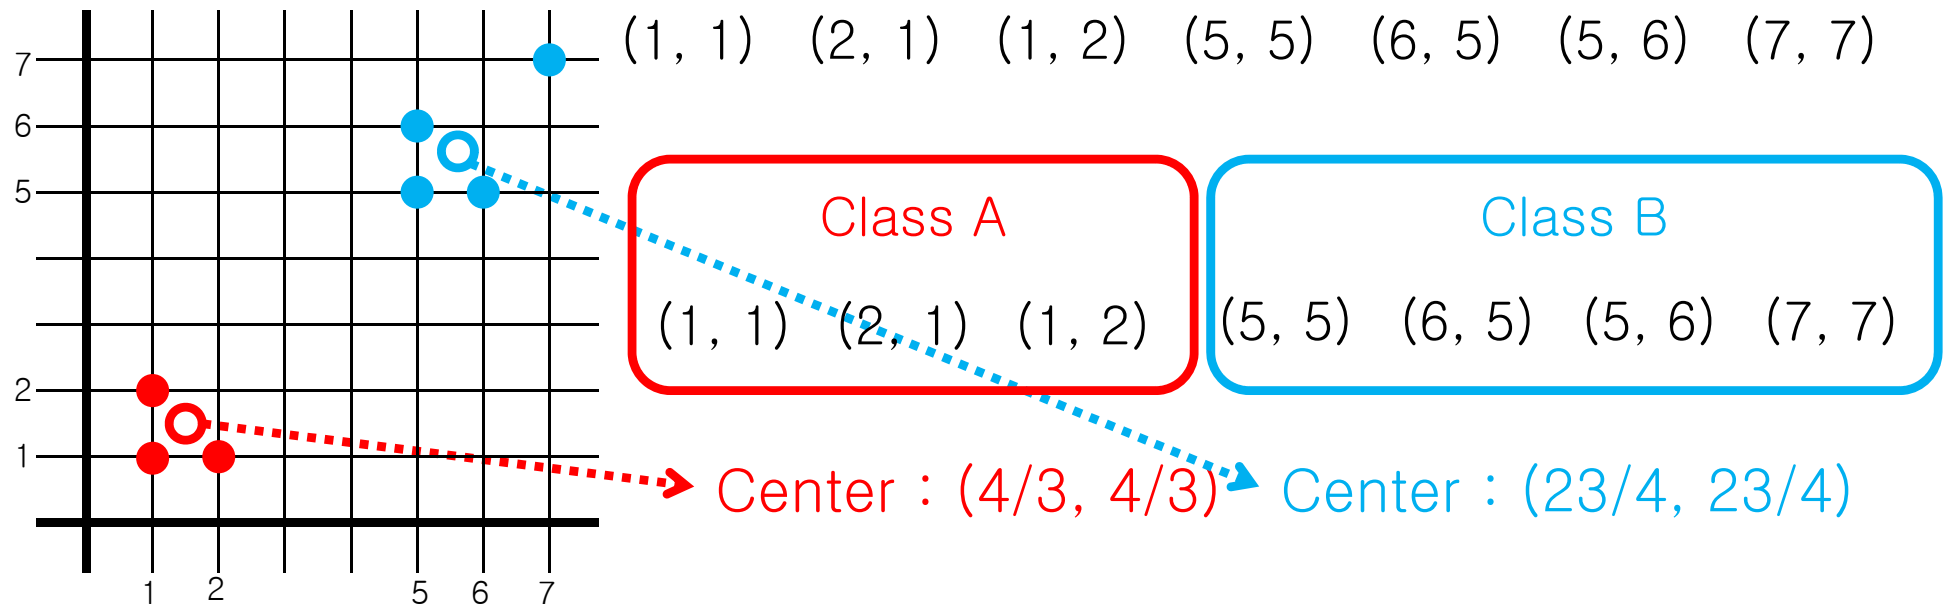 (1, 1) (2, 1) (1, 2) (5, 5) (6, 5) (5, 6) (7, 7)
7
6
5
2
1
1 2 5 6 7
Class A
(1, 1) (2, 1) (1, 2)
Class B
(5, 5) (6, 5) (5, 6) (7, 7)
Center : (4/3, 4/3)
Center : (23/4, 23/4)